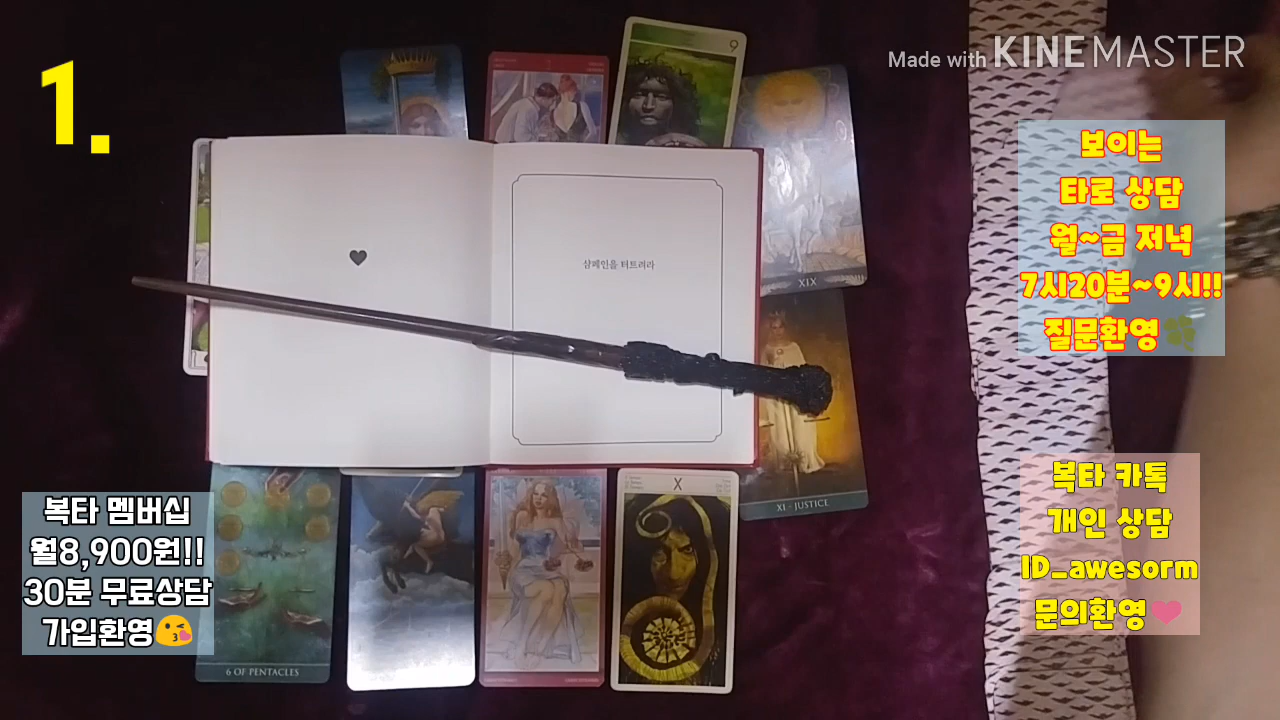 1.
Made with KINEMASTER
보이는
타로 상담
월~금 저녁
7시20분~9시!!
질문환영
9
XIX
샴페인을 터트리라
XI - JUSTICE
X
6 OF PENTACLES
복타 멤버십
월8,900원!!
30분 무료상담
가입환영
복타 카톡
개인 상담
ID_awesorm
문의환영